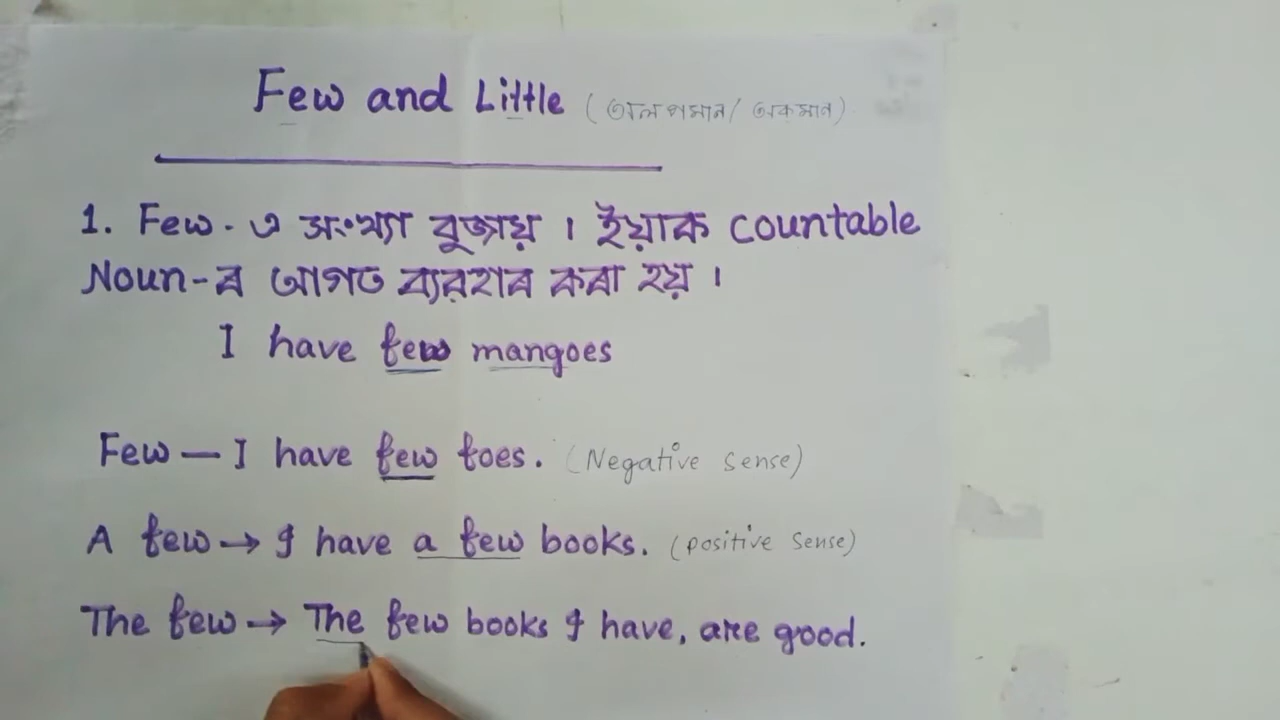 Few and Little (অলপমান/ অকমান)
1. Few - এ সংখ্যা বুজায় । ইয়াক countable
Noun-ৰ আগত ব্যৱহাৰ কৰা হয় ।
I have few mangoes
Few — I have few toes. (Negative sense)
A few → I have a few books. (positive sense)
The few → The few books I have, are good.